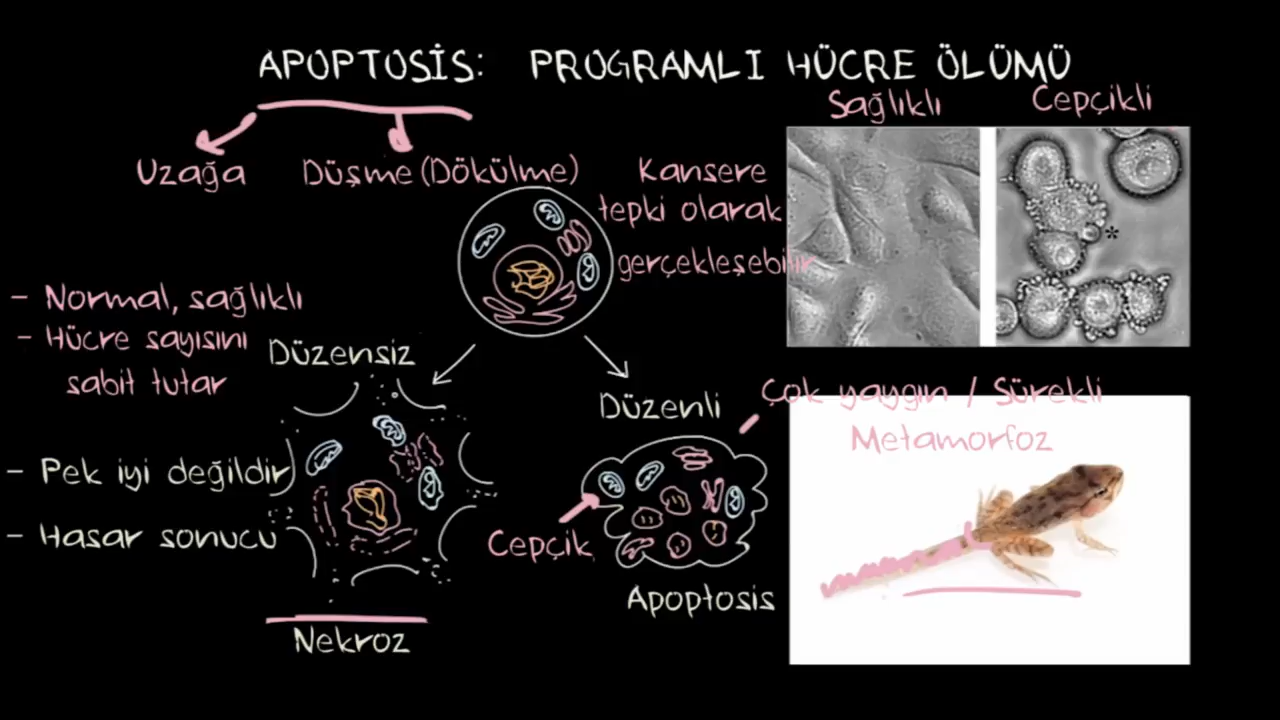 APOPTOSİS: PROGRAMLI HÜCRE ÖLÜMÜ
Uzağa
Düşme (Dökülme)
Kansere
tepki olarak
gerçekleşebilir
Sağlıklı
Cepçikli
*
- Normal, sağlıklı
- Hücre sayısını
sabit tutar
Düzensiz
Düzenli
Çok yaygın / Sürekli
Metamorfoz
- Pek iyi değildir
- Hasar sonucu
Cepçik
Apoptosis
Nekroz